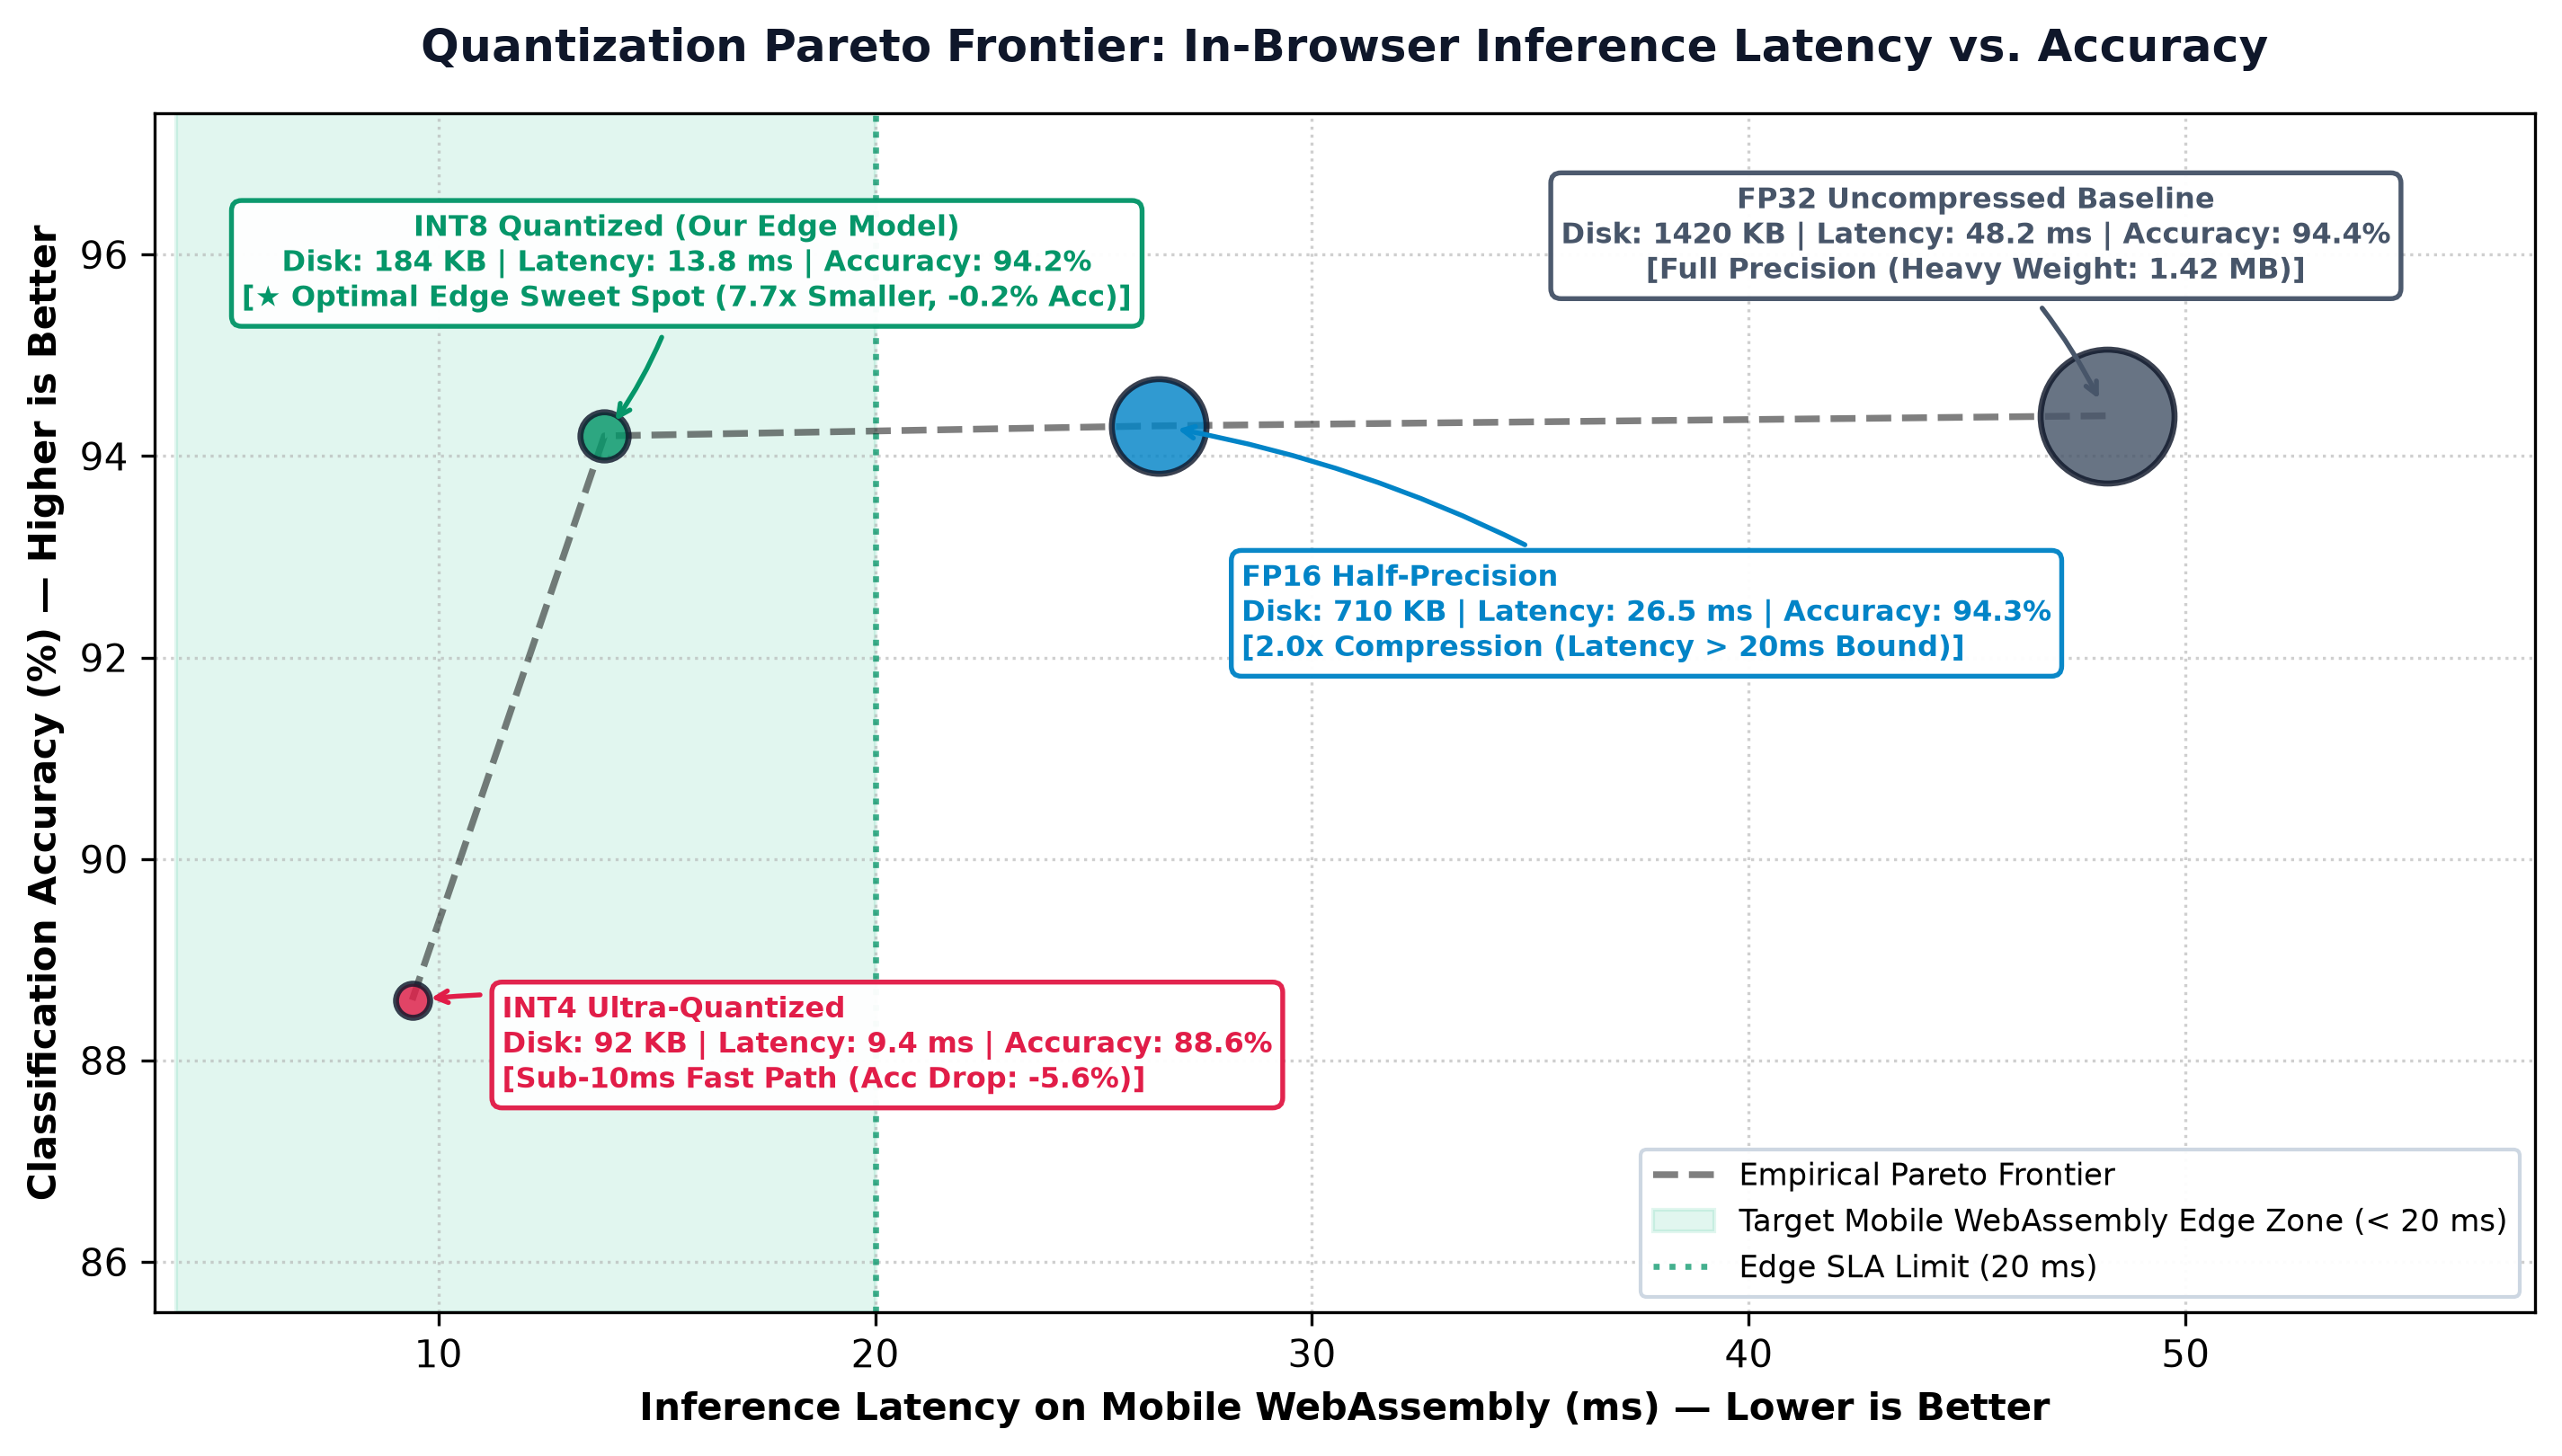 Quantization Pareto Frontier: In-Browser Inference Latency vs. Accuracy
Classification Accuracy (%) — Higher is Better
96
94
92
90
88
86
INT8 Quantized (Our Edge Model)
Disk: 184 KB | Latency: 13.8 ms | Accuracy: 94.2%
[★ Optimal Edge Sweet Spot (7.7x Smaller, -0.2% Acc)]
FP32 Uncompressed Baseline
Disk: 1420 KB | Latency: 48.2 ms | Accuracy: 94.4%
[Full Precision (Heavy Weight: 1.42 MB)]
FP16 Half-Precision
Disk: 710 KB | Latency: 26.5 ms | Accuracy: 94.3%
[2.0x Compression (Latency > 20ms Bound)]
INT4 Ultra-Quantized
Disk: 92 KB | Latency: 9.4 ms | Accuracy: 88.6%
[Sub-10ms Fast Path (Acc Drop: -5.6%)]
Empirical Pareto Frontier
Target Mobile WebAssembly Edge Zone (< 20 ms)
Edge SLA Limit (20 ms)
10
20
30
40
50
Inference Latency on Mobile WebAssembly (ms) — Lower is Better